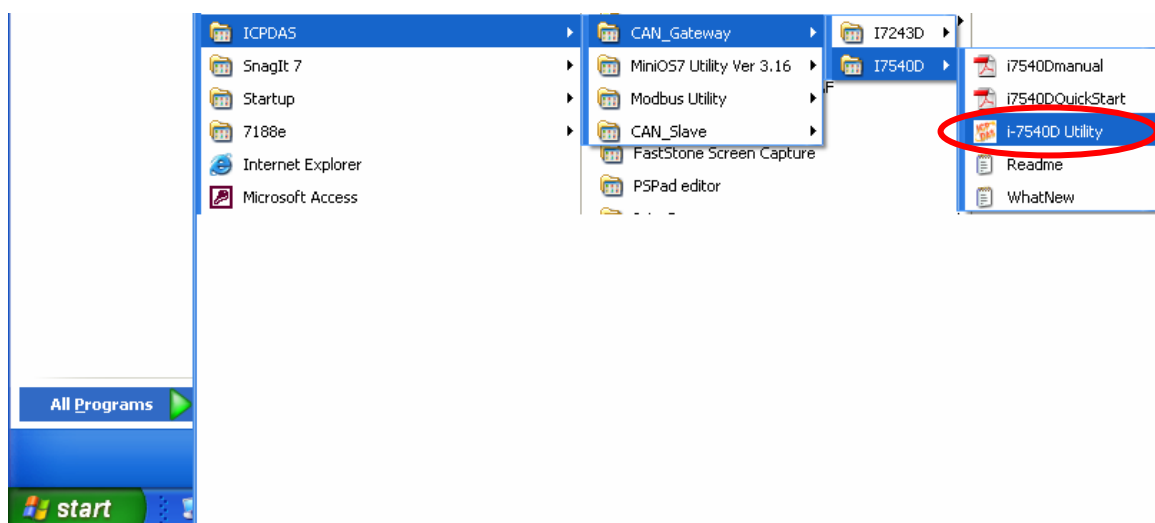 ICPDAS
SnagIt 7
Startup
7188e
Internet Explorer
Microsoft Access
CAN_Gateway
MiniOS7 Utility Ver 3.16
Modbus Utility
CAN_Slave
FastStone Screen Capture
PSPad editor
I7243D
I7540D
i7540Dmanual
i7540DQuickStart
i-7540D Utility
Readme
WhatNew
All Programs
start